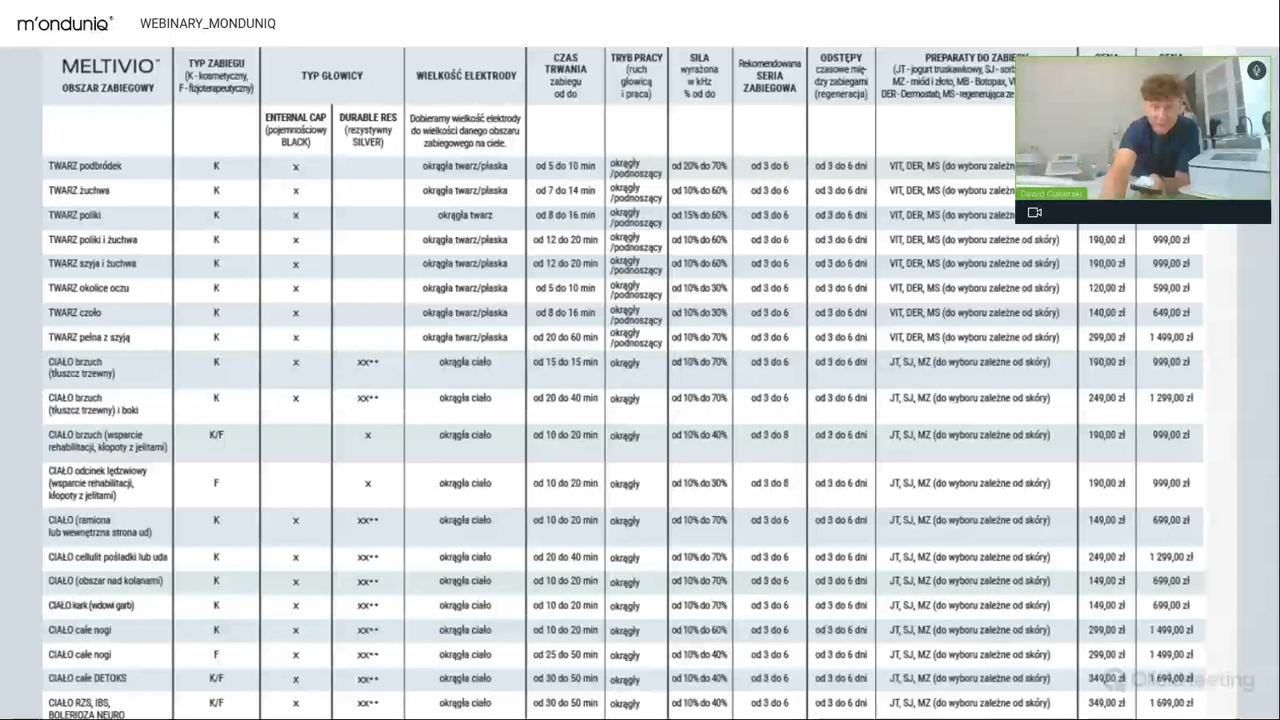 m'onduniq® WEBINARY_MONDUNIQ
MELTIVIO™
OBSZAR ZABIEGOWY
TYP ZABIEGU
(K - kosmetyczny,
F - fizjoterapeutyczny)
TYP GŁOWICY
WIELKOŚĆ ELEKTRODY
CZAS
TRWANIA
zabiegu
od do
TRYB PRACY
(ruch
głowicą
i praca)
SIŁA
wyrażona
w kHz
% od do
Rekomendowana
SERIA
ZABIEGOWA
ODSTĘPY
czasowe mię-
dzy zabiegami
(regeneracja)
PREPARATY DO
(JT - jogurt truskawkowy, SJ -
MZ - miód i złoto, MB - Botopax,
DER - Dermostab, MS - regenerująca
ENTERNAL CAP
(pojemnościowy
BLACK)
DURABLE RES
(rezystywny
SILVER)
Dobieramy wielkość elektrody
do wielkości danego obszaru
zabiegowego na ciele.
TWARZ podbródek K x okrągła twarz/płaska od 5 do 10 min okrągły /podnoszący od 20% do 70% od 3 do 6 od 3 do 6 dni VIT, DER, MS (do wyboru zależne
TWARZ żuchwa K x okrągła twarz/płaska od 7 do 14 min okrągły /podnoszący od 10% do 60% od 3 do 6 od 3 do 6 dni VIT, DER, MS (do wyboru zależne
TWARZ poliki K x okrągła twarz od 8 do 16 min okrągły /podnoszący od 15% do 60% od 3 do 6 od 3 do 6 dni VIT, DER, MS (do wyboru zależne
TWARZ poliki i żuchwa K x okrągła twarz/płaska od 12 do 20 min okrągły /podnoszący od 10% do 60% od 3 do 6 od 3 do 6 dni VIT, DER, MS (do wyboru zależne od skóry) 190,00 zł 999,00 zł
TWARZ szyja i żuchwa K x okrągła twarz/płaska od 12 do 20 min okrągły /podnoszący od 10% do 60% od 3 do 6 od 3 do 6 dni VIT, DER, MS (do wyboru zależne od skóry) 190,00 zł 999,00 zł
TWARZ okolice oczu K x okrągła twarz/płaska od 5 do 10 min okrągły /podnoszący od 10% do 30% od 3 do 6 od 3 do 6 dni VIT, DER, MS (do wyboru zależne od skóry) 120,00 zł 599,00 zł
TWARZ czoło K x okrągła twarz/płaska od 8 do 16 min okrągły /podnoszący od 10% do 30% od 3 do 6 od 3 do 6 dni VIT, DER, MS (do wyboru zależne od skóry) 140,00 zł 649,00 zł
TWARZ pełna z szyją K x okrągła twarz/płaska od 20 do 60 min okrągły /podnoszący od 10% do 70% od 3 do 6 od 3 do 6 dni VIT, DER, MS (do wyboru zależne od skóry) 299,00 zł 1 499,00 zł
CIAŁO brzuch K x xx** okrągła ciało od 15 do 15 min okrągły od 10% do 70% od 3 do 6 od 3 do 6 dni JT, SJ, MZ (do wyboru zależne od skóry) 190,00 zł 999,00 zł
(tłuszcz trzewny)
CIAŁO brzuch K x xx** okrągła ciało od 20 do 40 min okrągły od 10% do 70% od 3 do 6 od 3 do 6 dni JT, SJ, MZ (do wyboru zależne od skóry) 249,00 zł 1 299,00 zł
(tłuszcz trzewny) i boki
CIAŁO brzuch (wsparcie K/F x okrągła ciało od 10 do 20 min okrągły od 10% do 40% od 3 do 8 od 3 do 6 dni JT, SJ, MZ (do wyboru zależne od skóry) 190,00 zł 999,00 zł
rehabilitacji, kłopoty z jelitami)
CIAŁO odcinek lędźwiowy
(wsparcie rehabilitacji, F x okrągła ciało od 10 do 20 min okrągły od 10% do 30% od 3 do 8 od 3 do 6 dni JT, SJ, MZ (do wyboru zależne od skóry) 190,00 zł 999,00 zł
kłopoty z jelitami)
CIAŁO (ramiona K x xx** okrągła ciało od 10 do 20 min okrągły od 10% do 70% od 3 do 6 od 3 do 6 dni JT, SJ, MZ (do wyboru zależne od skóry) 149,00 zł 699,00 zł
lub wewnętrzna strona ud)
CIAŁO cellulit pośladki lub uda K x xx** okrągła ciało od 20 do 40 min okrągły od 10% do 70% od 3 do 6 od 3 do 6 dni JT, SJ, MZ (do wyboru zależne od skóry) 249,00 zł 1 299,00 zł
CIAŁO (obszar nad kolanami) K x xx** okrągła ciało od 10 do 20 min okrągły od 10% do 70% od 3 do 6 od 3 do 6 dni JT, SJ, MZ (do wyboru zależne od skóry) 149,00 zł 699,00 zł
CIAŁO kark (wdowi garb) K x xx** okrągła ciało od 10 do 20 min okrągły od 10% do 70% od 3 do 6 od 3 do 6 dni JT, SJ, MZ (do wyboru zależne od skóry) 149,00 zł 699,00 zł
CIAŁO całe nogi K x xx** okrągła ciało od 10 do 20 min okrągły od 10% do 60% od 3 do 6 od 3 do 6 dni JT, SJ, MZ (do wyboru zależne od skóry) 299,00 zł 1 499,00 zł
CIAŁO całe nogi F x xx** okrągła ciało od 25 do 50 min okrągły od 10% do 40% od 3 do 6 od 3 do 6 dni JT, SJ, MZ (do wyboru zależne od skóry) 299,00 zł 1 499,00 zł
CIAŁO całe DETOKS K/F x xx** okrągła ciało od 30 do 50 min okrągły od 10% do 40% od 3 do 6 od 3 do 6 dni JT, SJ, MZ (do wyboru zależne od skóry) 349,00 zł 1 699,00 zł
CIAŁO RZS, IBS, K/F x xx** okrągła ciało od 30 do 50 min okrągły od 10% do 40% od 3 do 6 od 3 do 6 dni JT, SJ, MZ (do wyboru zależne od skóry) 349,00 zł 1 699,00 zł
BOLERIOZA NEURO
ClickMeeting